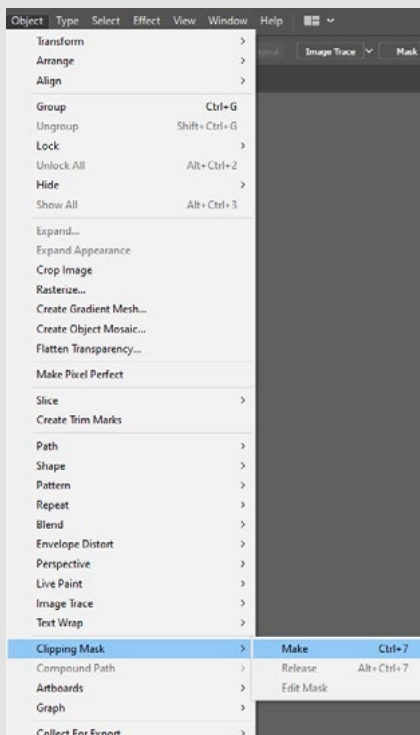 Object Type Select Effect View Window Help
Image Trace Mask
Transform
Arrange
Align
Group Ctrl+G
Ungroup Shift+Ctrl+G
Lock
Unlock All Alt+Ctrl+2
Hide
Show All Alt+Ctrl+3
Expand...
Expand Appearance
Crop Image
Rasterize...
Create Gradient Mesh...
Create Object Mosaic...
Flatten Transparency...
Make Pixel Perfect
Slice
Create Trim Marks
Path
Shape
Pattern
Repeat
Blend
Envelope Distort
Perspective
Live Paint
Image Trace
Text Wrap
Clipping Mask Make Ctrl+7
Compound Path Release Alt+Ctrl+7
Artboards Edit Mask
Graph
Collect For Export